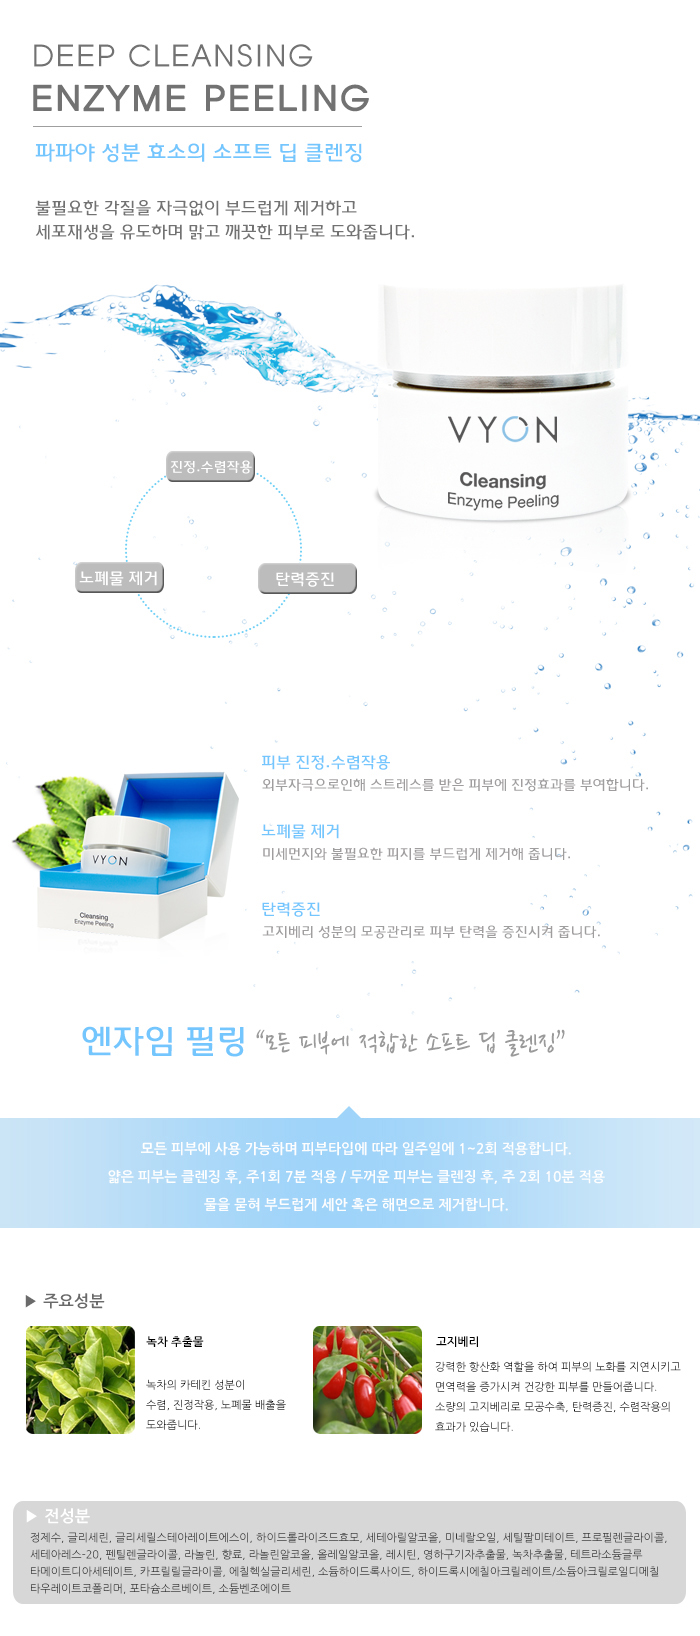 DEEP CLEANSING
ENZYME PEELING
파파야 성분 효소의 소프트 딥 클렌징
불필요한 각질을 자극없이 부드럽게 제거하고
세포재생을 유도하며 맑고 깨끗한 피부로 도와줍니다.
VYON
Cleansing
Enzyme Peeling
진정.수렴작용
노폐물 제거
탄력증진
피부 진정.수렴작용
외부자극으로인해 스트레스를 받은 피부에 진정효과를 부여합니다.
노폐물 제거
미세먼지와 불필요한 피지를 부드럽게 제거해 줍니다.
VYON
Cleansing
Enzyme Peeling
탄력증진
고지베리 성분의 모공관리로 피부 탄력을 증진시켜 줍니다.
엔자임 필링 “모든 피부에 적합한 소프트 딥 클렌징”
모든 피부에 사용 가능하며 피부타입에 따라 일주일에 1~2회 적용합니다.
얇은 피부는 클렌징 후, 주1회 7분 적용 / 두꺼운 피부는 클렌징 후, 주 2회 10분 적용
물을 묻혀 부드럽게 세안 혹은 해면으로 제거합니다.
▶ 주요성분
녹차 추출물
녹차의 카테킨 성분이
수렴, 진정작용, 노폐물 배출을
도와줍니다.
고지베리
강력한 항산화 역할을 하여 피부의 노화를 지연시키고
면역력을 증가시켜 건강한 피부를 만들어줍니다.
소량의 고지베리로 모공수축, 탄력증진, 수렴작용의
효과가 있습니다.
▶ 전성분
정제수, 글리세린, 글리세릴스테아레이트에스이, 하이드롤라이즈드효모, 세테아릴알코올, 미네랄오일, 세틸팔미테이트, 프로필렌글라이콜,
세테아레스-20, 펜틸렌글라이콜, 라놀린, 향료, 라놀린알코올, 올레일알코올, 레시틴, 영하구기자추출물, 녹차추출물, 테트라소듐글루
타메이트디아세테이트, 카프릴릴글라이콜, 에칠헥실글리세린, 소듐하이드록사이드, 하이드록시에칠아크릴레이트/소듐아크릴로일디메칠
타우레이트코폴리머, 포타슘소르베이트, 소듐벤조에이트